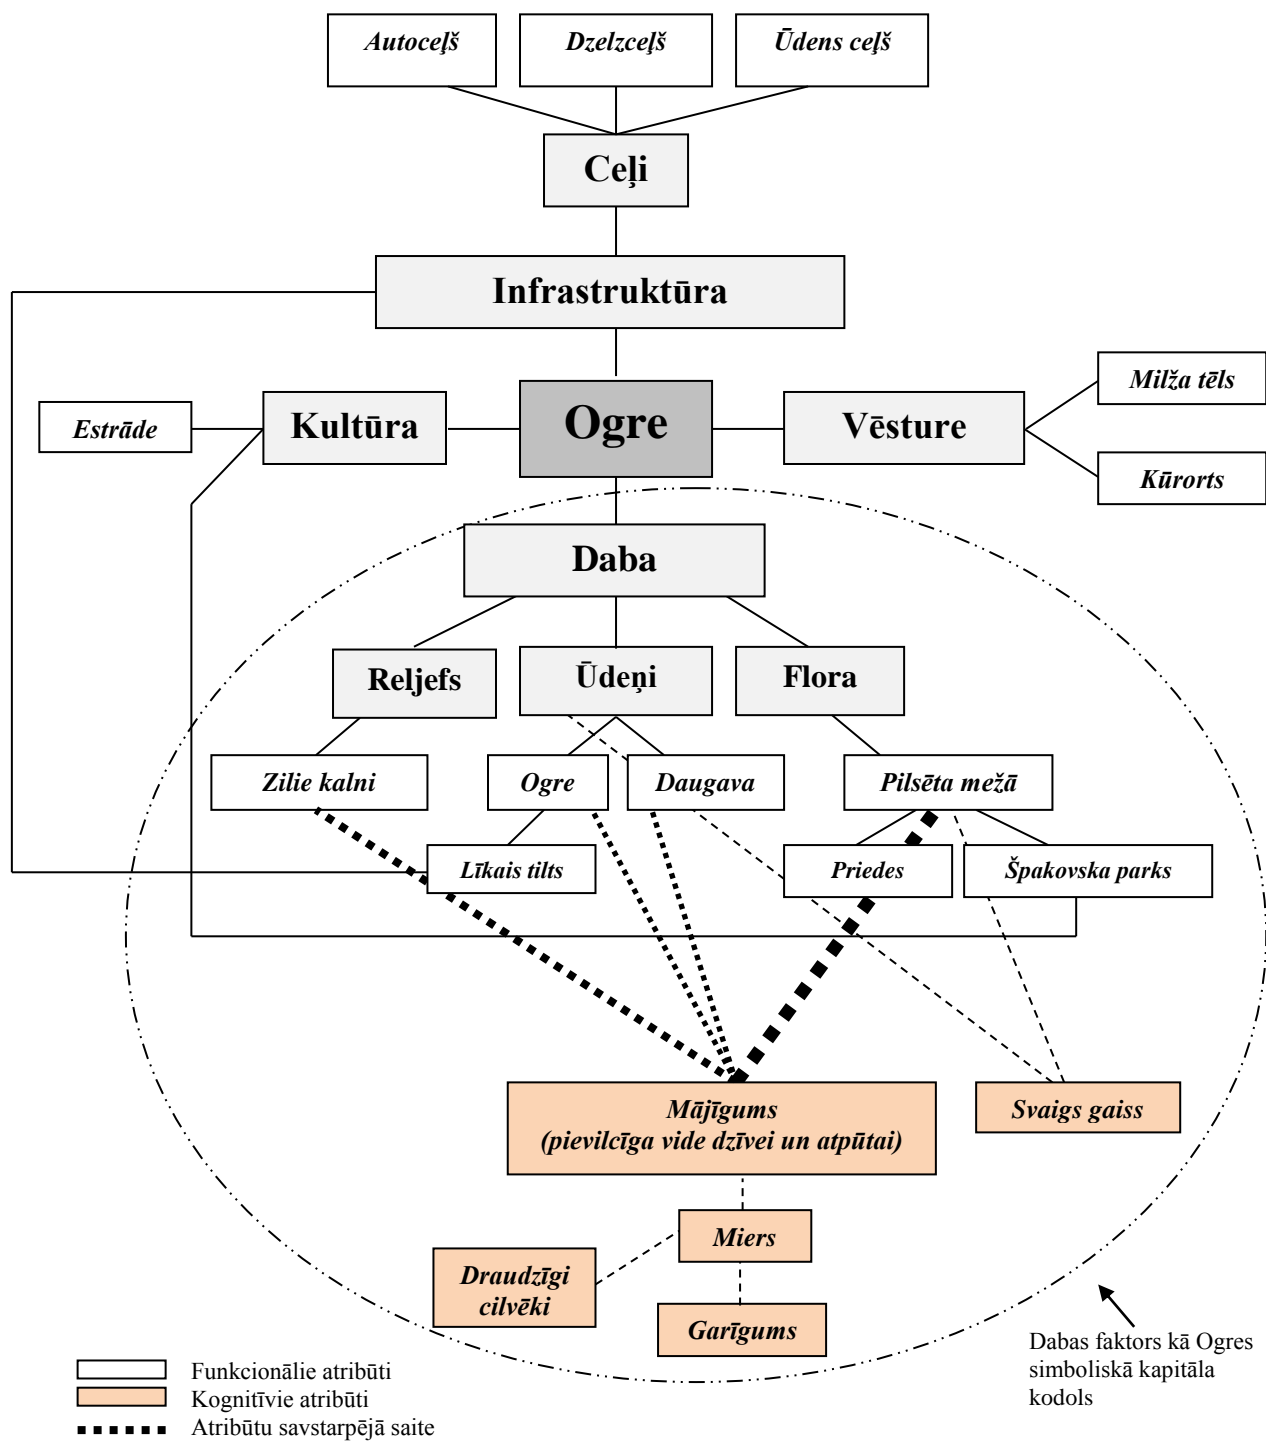 Autoceļš
Dzelzceļš
Ūdens ceļš
Ceļi
Infrastruktūra
Estrāde
Kultūra
Ogre
Vēsture
Milža tēls
Kūrorts
Daba
Reljefs
Ūdeņi
Flora
Zilie kalni
Ogre
Daugava
Pilsēta mežā
Līkais tilts
Priedes
Špakovska parks
Mājīgums
(pievilcīga vide dzīvei un atpūtai)
Svaigs gaiss
Miers
Draudzīgi
cilvēki
Garīgums
Dabas faktors kā Ogres
simboliskā kapitāla
kodols
Funkcionālie atribūti
Kognitīvie atribūti
Atribūtu savstarpējā saite